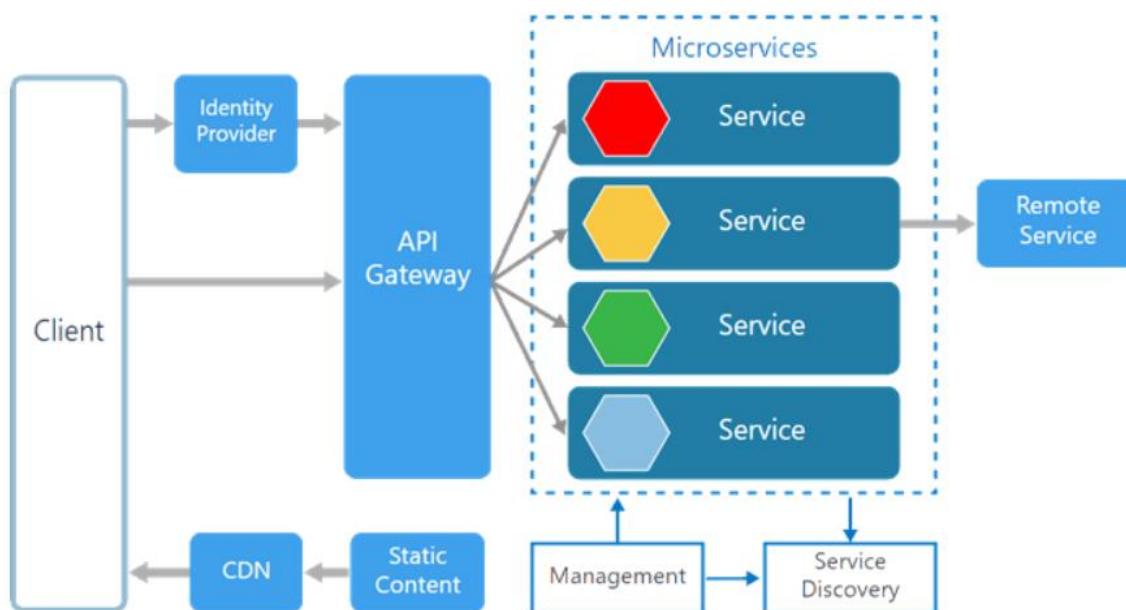 Microservices
Identity
Provider
Service
Service
Remote
Service
API
Gateway
Client
Service
Service
CDN
Static
Content
Management
Service
Discovery